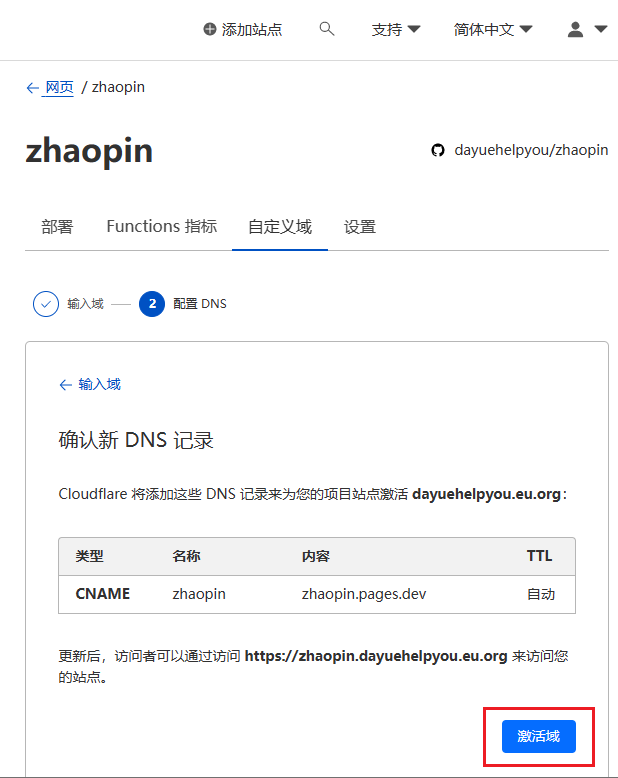 添加站点 支持 简体中文
网页 / zhaopin
zhaopin dayuehelpyou/zhaopin
部署 Functions 指标 自定义域 设置
输入域 2 配置 DNS
输入域
确认新 DNS 记录
Cloudflare 将添加这些 DNS 记录来为您的项目站点激活 dayuehelpyou.eu.org:
类型 名称 内容 TTL
CNAME zhaopin zhaopin.pages.dev 自动
更新后，访问者可以通过访问 https://zhaopin.dayuehelpyou.eu.org 来访问您
的站点。
激活域